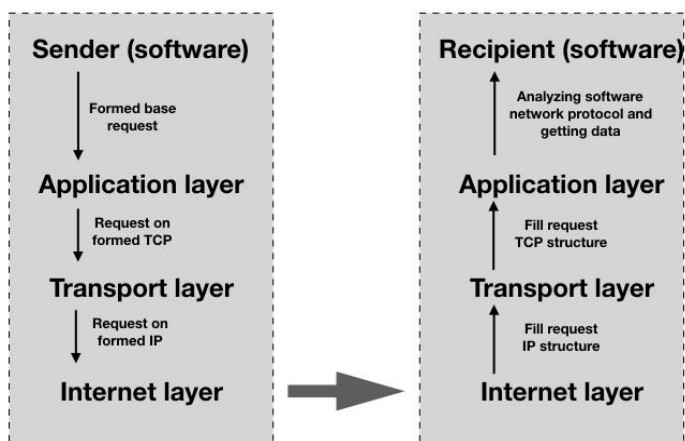 Sender (software)
Formed base
request
Application layer
Request on
formed TCP
Transport layer
Request on
formed IP
Internet layer
Recipient (software)
Analyzing software
network protocol and
getting data
Application layer
Fill request
TCP structure
Transport layer
Fill request
IP structure
Internet layer